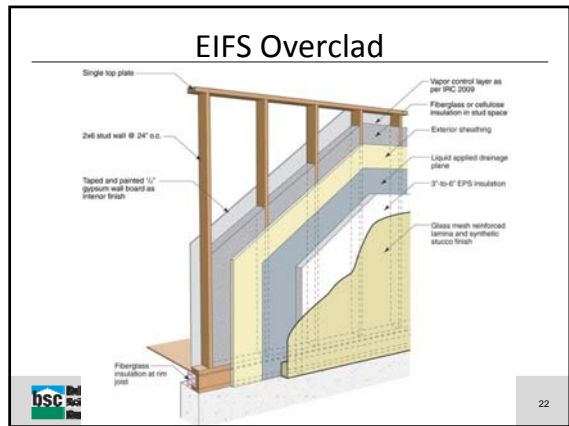 EIFS Overclad
Single top plate
2x6 stud wall @ 24" o.c.
Taped and painted ½"
gypsum wall board as
interior finish
Fiberglass
insulation at rim
joist
Vapor control layer as
per IRC 2009
Fiberglass or cellulose
insulation in stud space
Exterior sheathing
Liquid applied drainage
plane
3"-to-6" EPS insulation
Glass mesh reinforced
lamina and synthetic
stucco finish
bsc
22